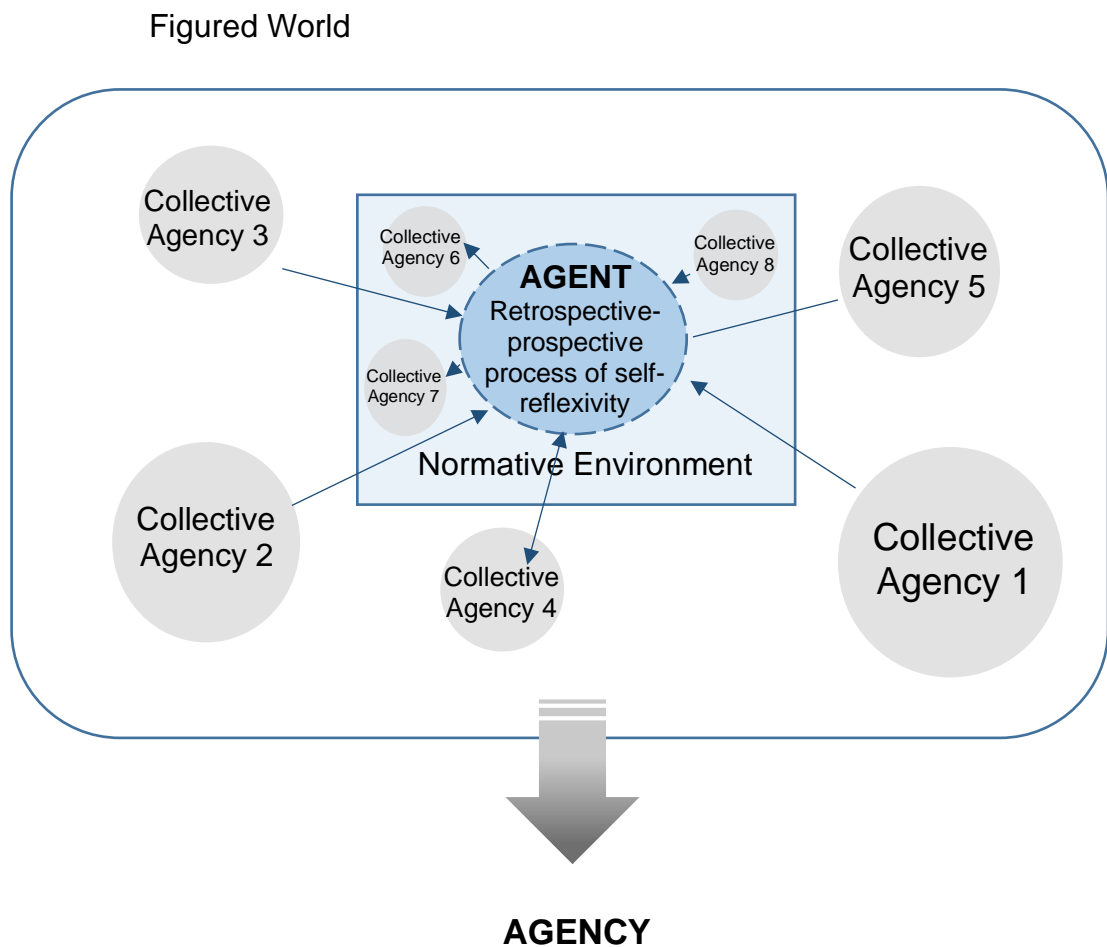 Figured World
Collective
Agency 3
Collective
Agency 6
Collective
Agency 8
Collective
Agency 5
AGENT
Retrospective-
prospective
process of self-
reflexivity
Collective
Agency 7
Normative Environment
Collective
Agency 2
Collective
Agency 4
Collective
Agency 1
AGENCY